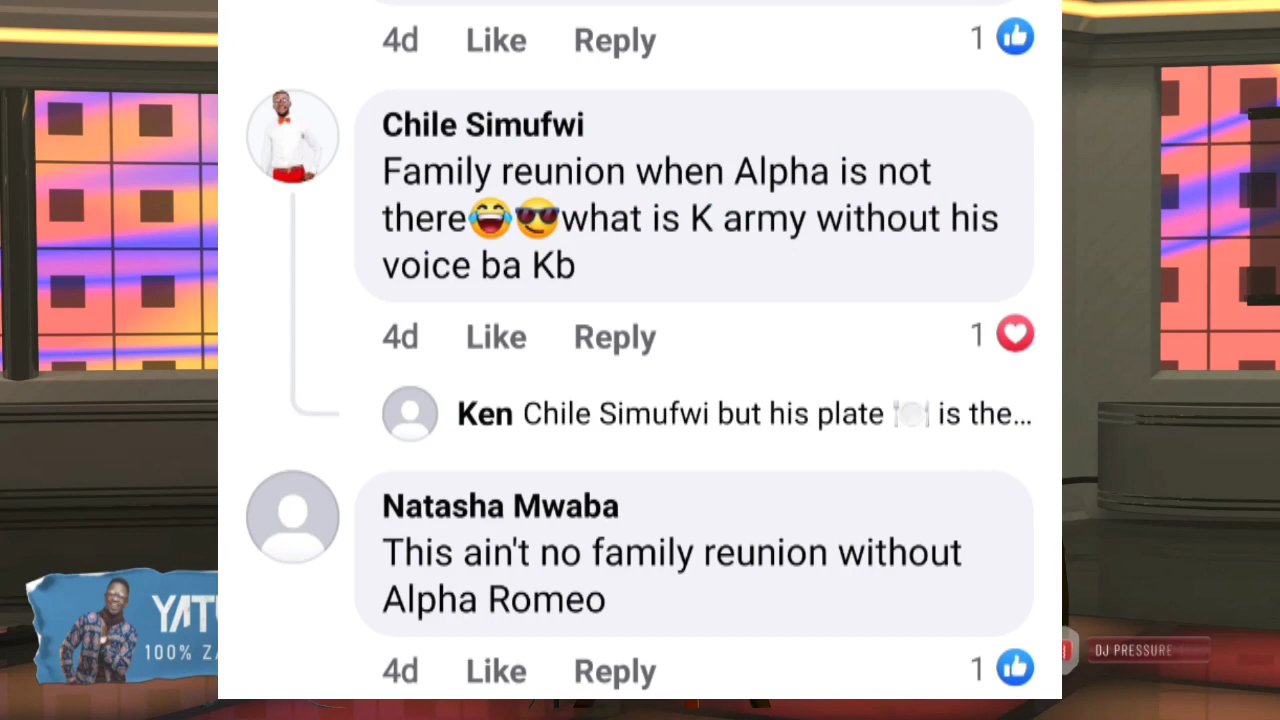 4d Like Reply 1
Chile Simufwi
Family reunion when Alpha is not
there😂😎what is K army without his
voice ba Kb
4d Like Reply 1
Ken Chile Simufwi but his plate 🍽️ is the...
Natasha Mwaba
This ain't no family reunion without
Alpha Romeo
4d Like Reply 1
100%
DJ PRESSURE